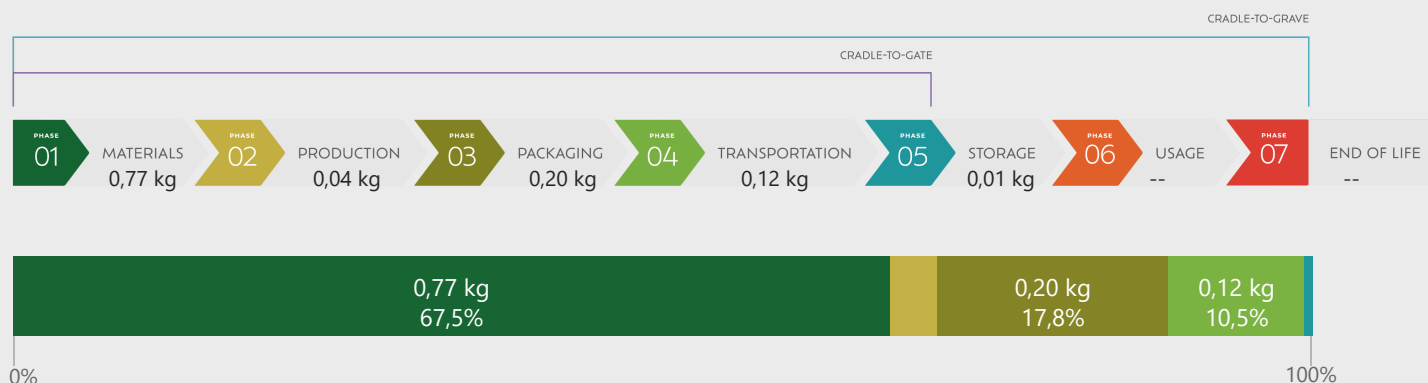 CRADLE-TO-GRAVE
CRADLE-TO-GATE
PHASE
01
MATERIALS
0,77 kg
PHASE
02
PRODUCTION
0,04 kg
PHASE
03
PACKAGING
0,20 kg
PHASE
04
TRANSPORTATION
0,12 kg
PHASE
05
STORAGE
0,01 kg
PHASE
06
USAGE
--
PHASE
07
END OF LIFE
--
0,77 kg
67,5%
0,20 kg
17,8%
0,12 kg
10,5%
0%
100%